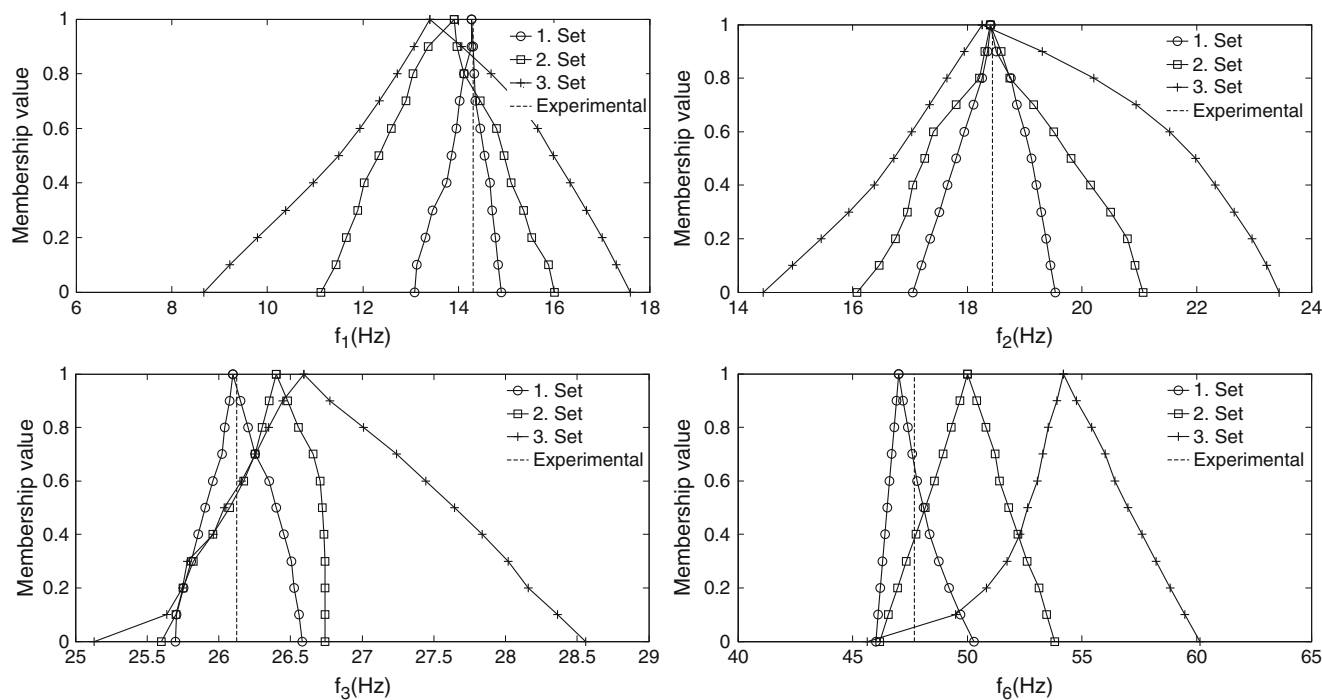 1
0.8
0.6
0.4
0.2
0
Membership value
6 8 10 12 14 16 18
f1(Hz)
1. Set
2. Set
3. Set
Experimental
1
0.8
0.6
0.4
0.2
0
Membership value
14 16 18 20 22 24
f2(Hz)
1. Set
2. Set
3. Set
Experimental
1
0.8
0.6
0.4
0.2
0
Membership value
25 25.5 26 26.5 27 27.5 28 28.5 29
f3(Hz)
1. Set
2. Set
3. Set
Experimental
1
0.8
0.6
0.4
0.2
0
Membership value
40 45 50 55 60 65
f6(Hz)
1. Set
2. Set
3. Set
Experimental